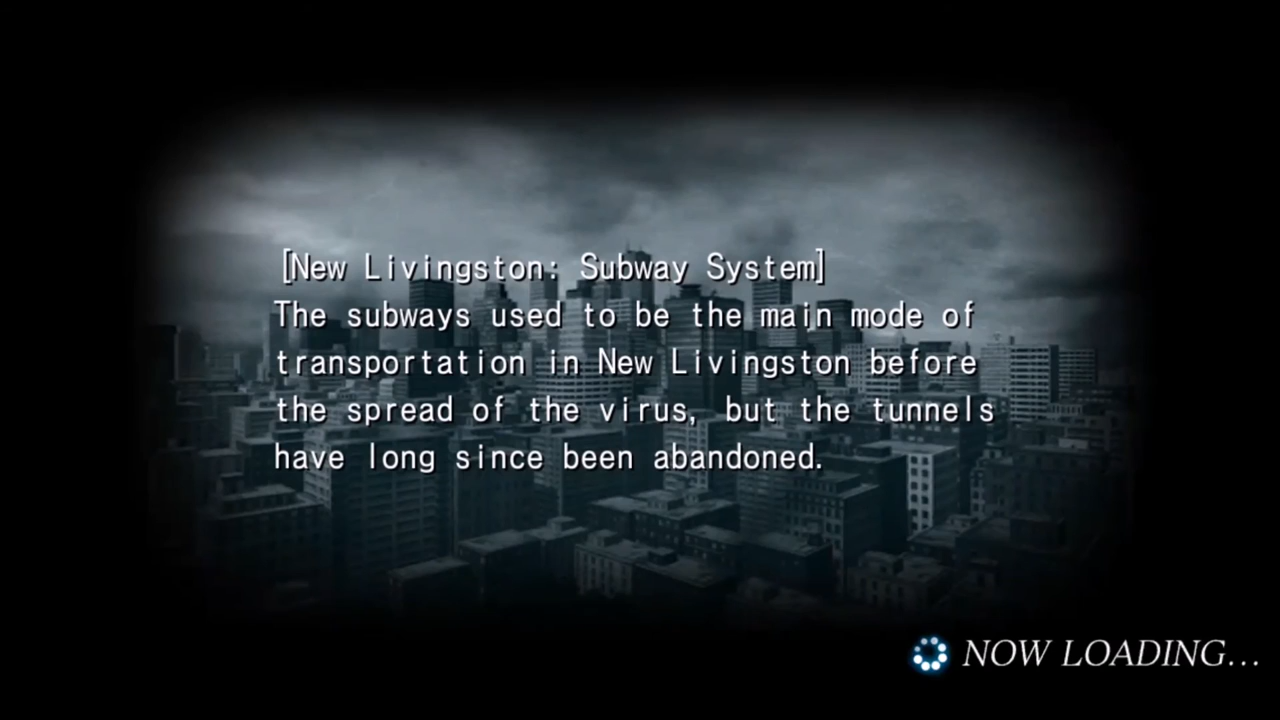 [New Livingston: Subway System]
The subways used to be the main mode of
transportation in New Livingston before
the spread of the virus, but the tunnels
have long since been abandoned.
NOW LOADING...